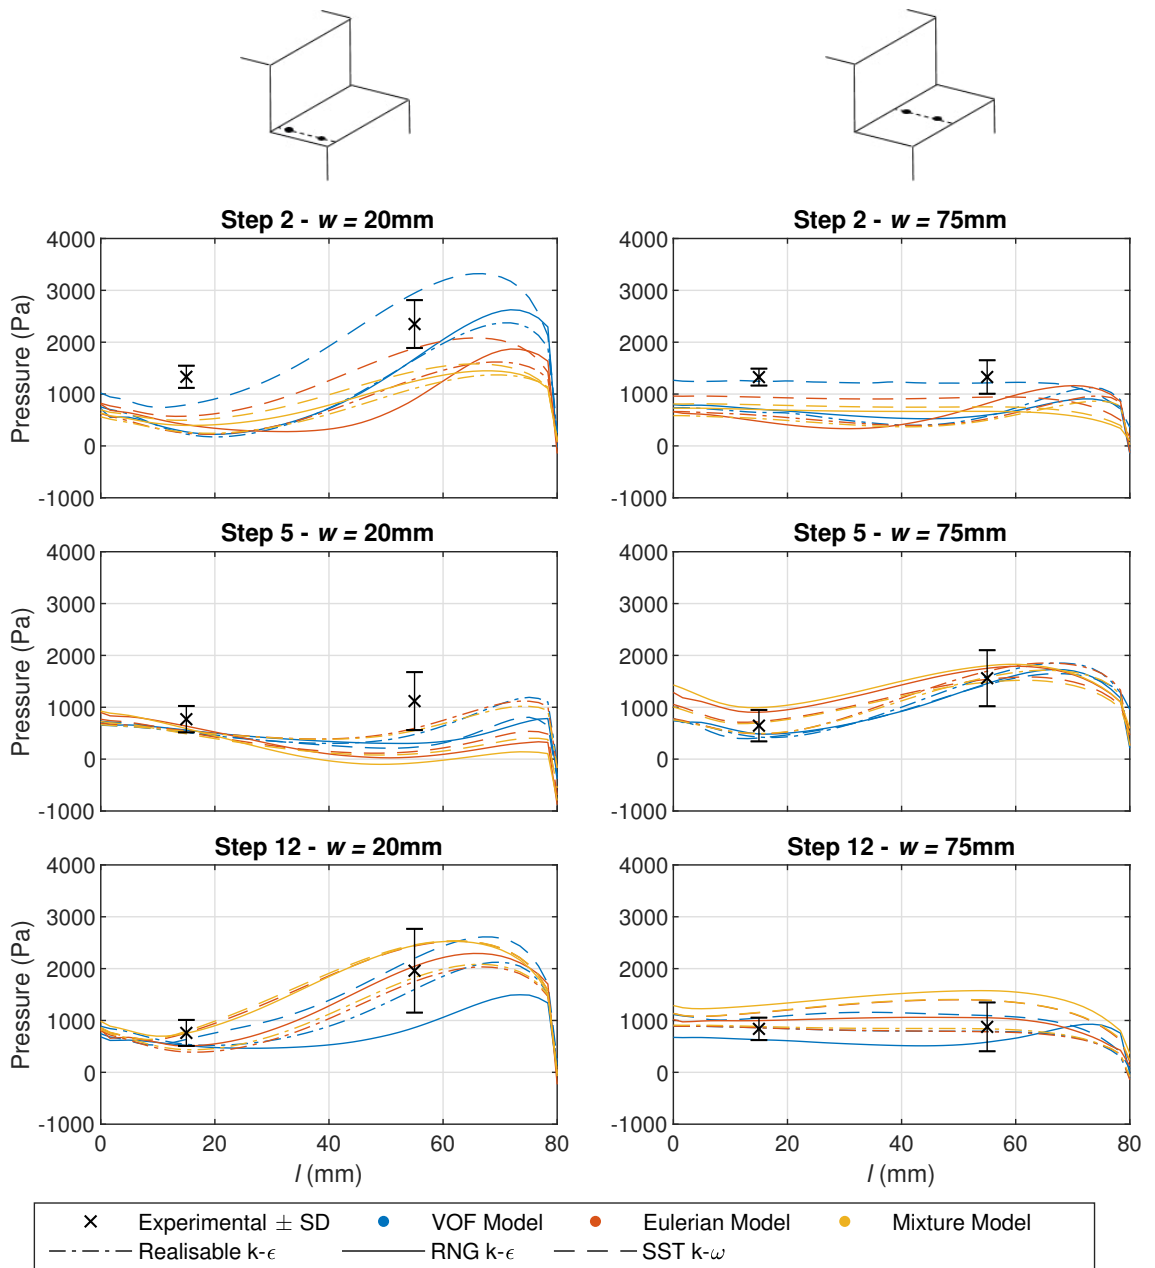 Step 2 - w = 20mm
4000
3000
2000
1000
0
-1000
Pressure (Pa)
Step 2 - w = 75mm
4000
3000
2000
1000
0
-1000
Step 5 - w = 20mm
4000
3000
2000
1000
0
-1000
Pressure (Pa)
Step 5 - w = 75mm
4000
3000
2000
1000
0
-1000
Step 12 - w = 20mm
4000
3000
2000
1000
0
-1000
Pressure (Pa)
0 20 40 60 80
l (mm)
Step 12 - w = 75mm
4000
3000
2000
1000
0
-1000
0 20 40 60 80
l (mm)
Experimental ± SD VOF Model Eulerian Model Mixture Model
Realisable k-ϵ RNG k-ϵ SST k-ω